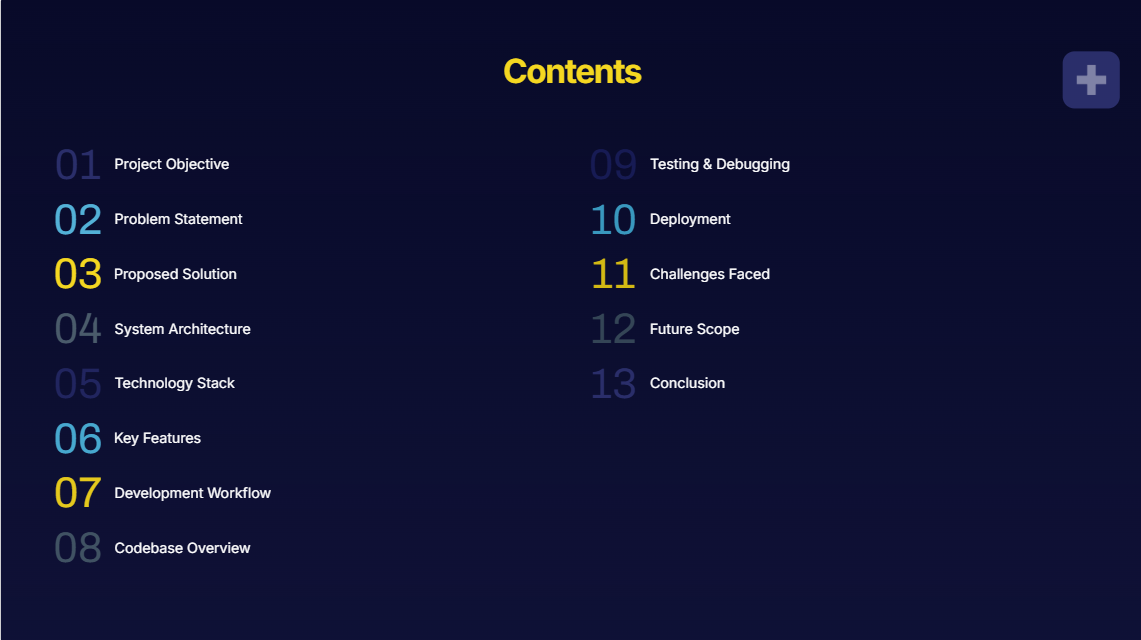 Contents
01 Project Objective
02 Problem Statement
03 Proposed Solution
04 System Architecture
05 Technology Stack
06 Key Features
07 Development Workflow
08 Codebase Overview
09 Testing & Debugging
10 Deployment
11 Challenges Faced
12 Future Scope
13 Conclusion